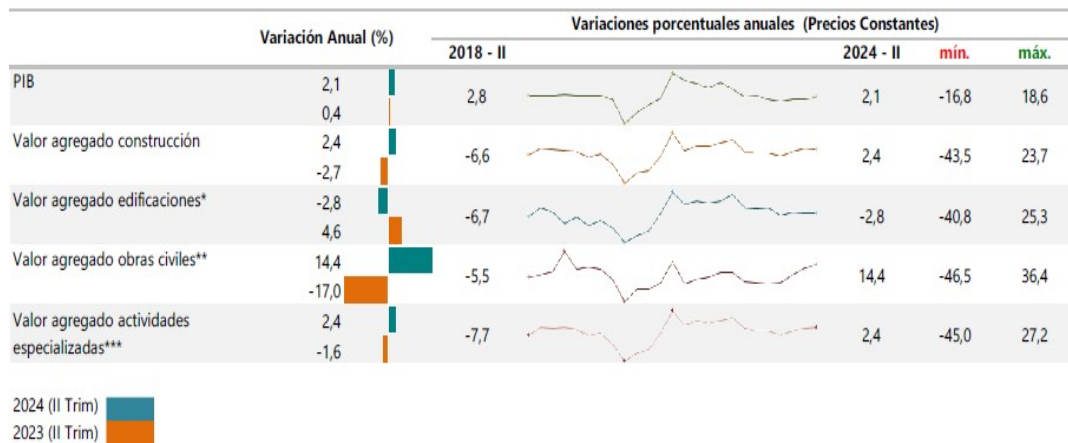 Variaciones porcentuales anuales (Precios Constantes)
Variación Anual (%)
2018 - II 2024 - II mín. máx.
PIB 2,1 2,8 2,1 -16,8 18,6
0,4
Valor agregado construcción 2,4 -6,6 2,4 -43,5 23,7
-2,7
Valor agregado edificaciones* -2,8 -6,7 -2,8 -40,8 25,3
4,6
Valor agregado obras civiles** 14,4 -5,5 14,4 -46,5 36,4
-17,0
Valor agregado actividades 2,4 -7,7 2,4 -45,0 27,2
especializadas*** -1,6
2024 (II Trim)
2023 (II Trim)